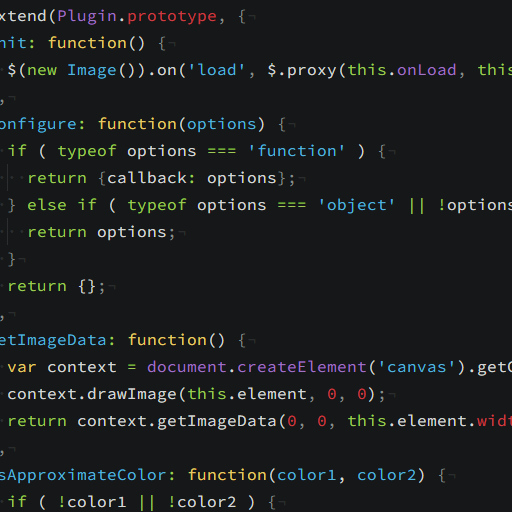 xtend(Plugin.prototype, {
nit: function() {
$(new Image()).on('load', $.proxy(this.onLoad, this
,
onfigure: function(options) {
if ( typeof options === 'function' ) {
return {callback: options};
} else if ( typeof options === 'object' || !options
return options;
}
return {};
,
etImageData: function() {
var context = document.createElement('canvas').get
context.drawImage(this.element, 0, 0);
return context.getImageData(0, 0, this.element.widt
,
sApproximateColor: function(color1, color2) {
if ( !color1 || !color2 ) {